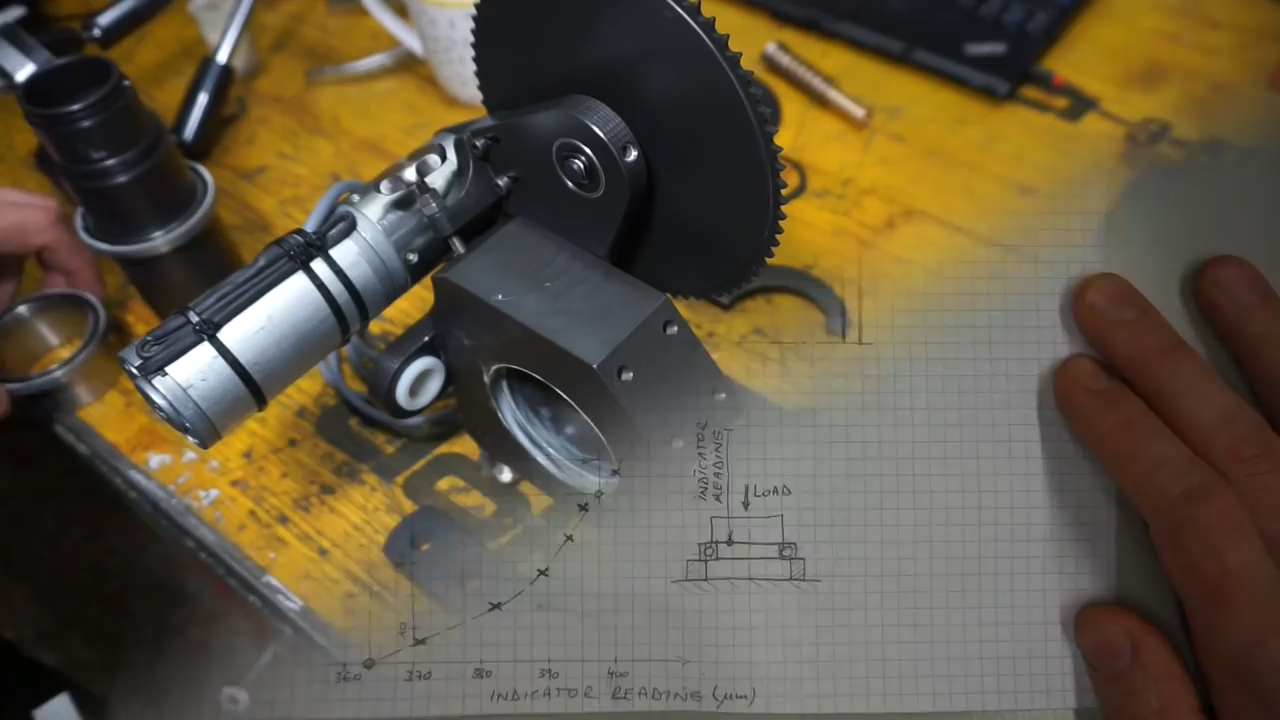 INDICATOR
READING
LOAD
10
360 370 380 390 400
INDICATOR READING (μm)